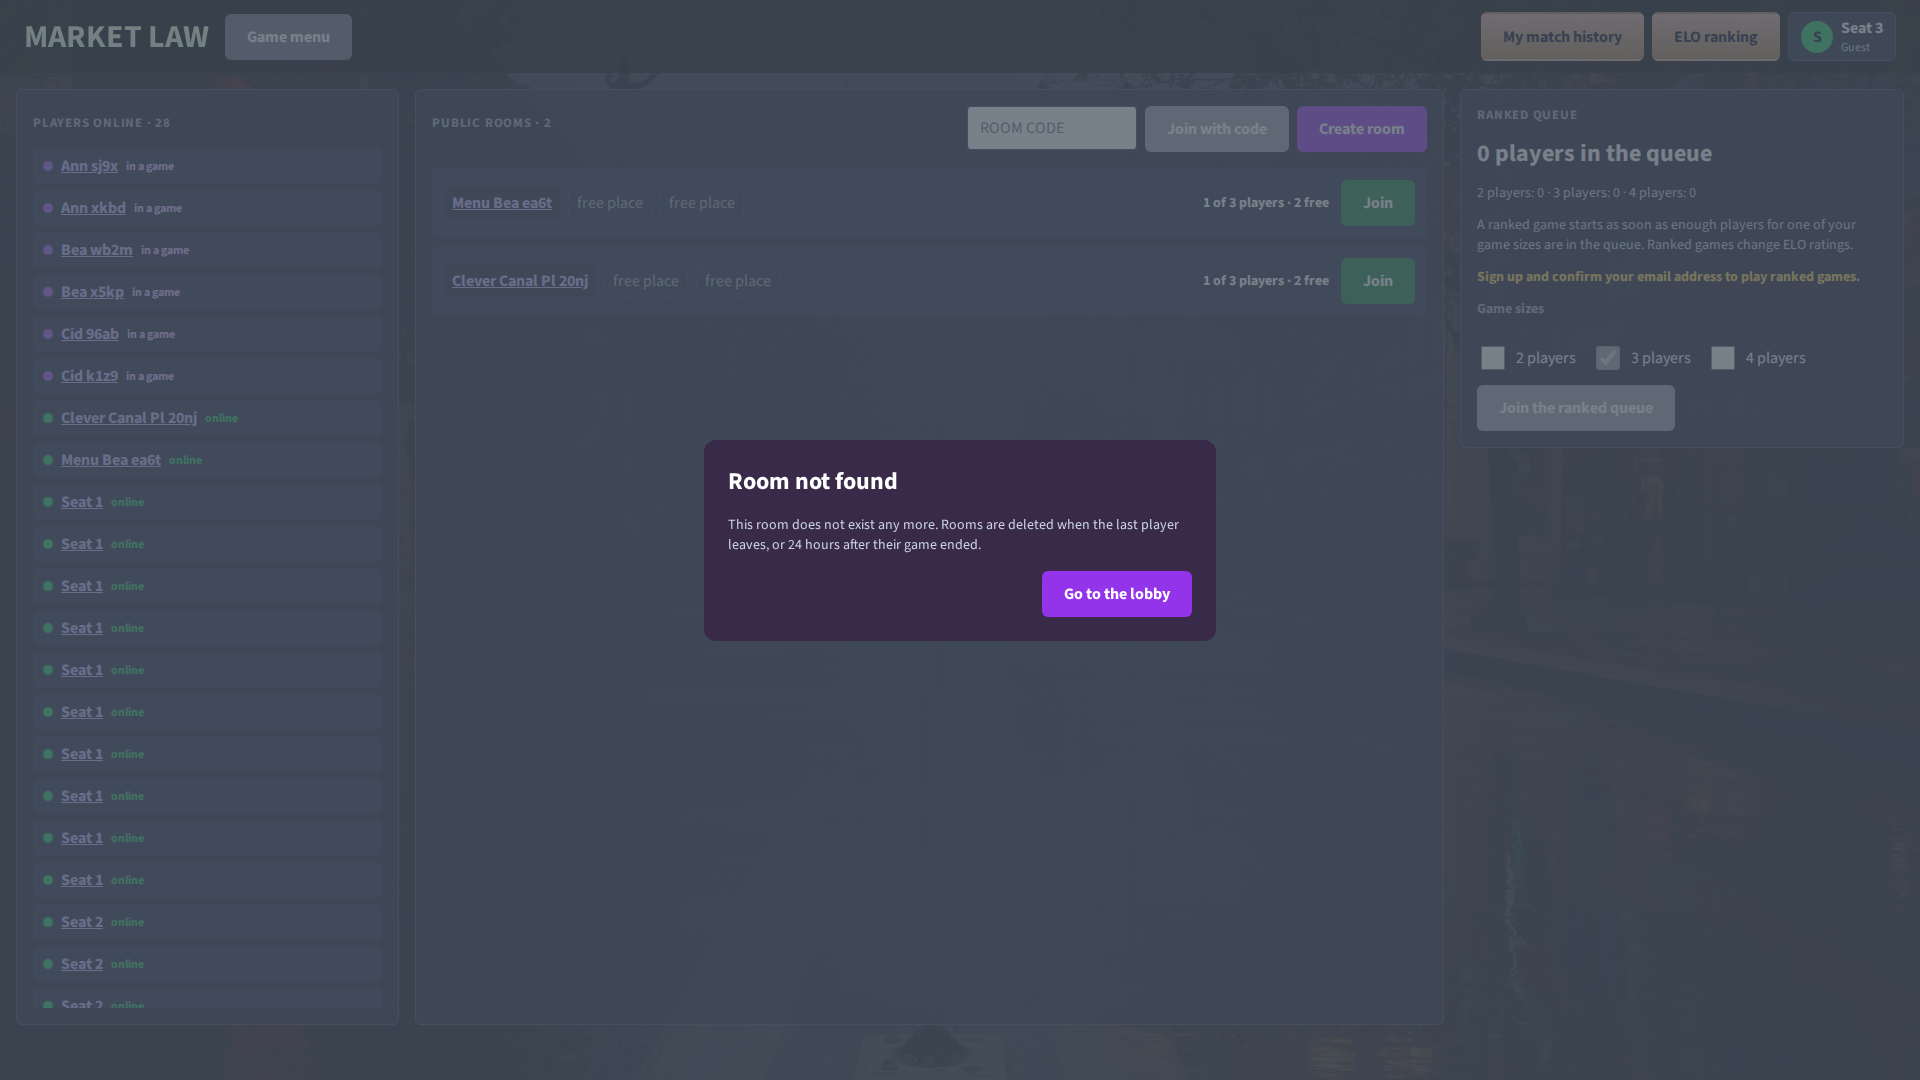 MARKET LAW
Game menu
My match history
ELO ranking
S
Seat 3
Guest
PLAYERS ONLINE · 28
Ann sj9x in a game
Ann xkbd in a game
Bea wb2m in a game
Bea x5kp in a game
Cid 96ab in a game
Cid k1z9 in a game
Clever Canal Pl 20nj online
Menu Bea ea6t online
Seat 1 online
Seat 1 online
Seat 1 online
Seat 1 online
Seat 1 online
Seat 1 online
Seat 1 online
Seat 1 online
Seat 1 online
Seat 1 online
Seat 2 online
Seat 2 online
Seat 2 online
PUBLIC ROOMS · 2
ROOM CODE
Join with code
Create room
Menu Bea ea6t free place free place 1 of 3 players · 2 free Join
Clever Canal Pl 20nj free place free place 1 of 3 players · 2 free Join
Room not found
This room does not exist any more. Rooms are deleted when the last player
leaves, or 24 hours after their game ended.
Go to the lobby
RANKED QUEUE
0 players in the queue
2 players: 0 · 3 players: 0 · 4 players: 0
A ranked game starts as soon as enough players for one of your
game sizes are in the queue. Ranked games change ELO ratings.
Sign up and confirm your email address to play ranked games.
Game sizes
2 players 3 players 4 players
Join the ranked queue